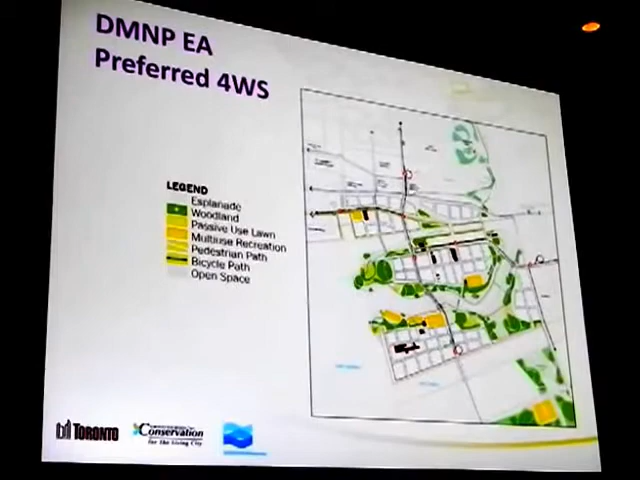 DMNP EA
Preferred 4WS
LEGEND
Esplanade
Woodland
Passive Use Lawn
Multiuse Recreation
Pedestrian Path
Bicycle Path
Open Space
TORONTO
Conservation
for The Living City